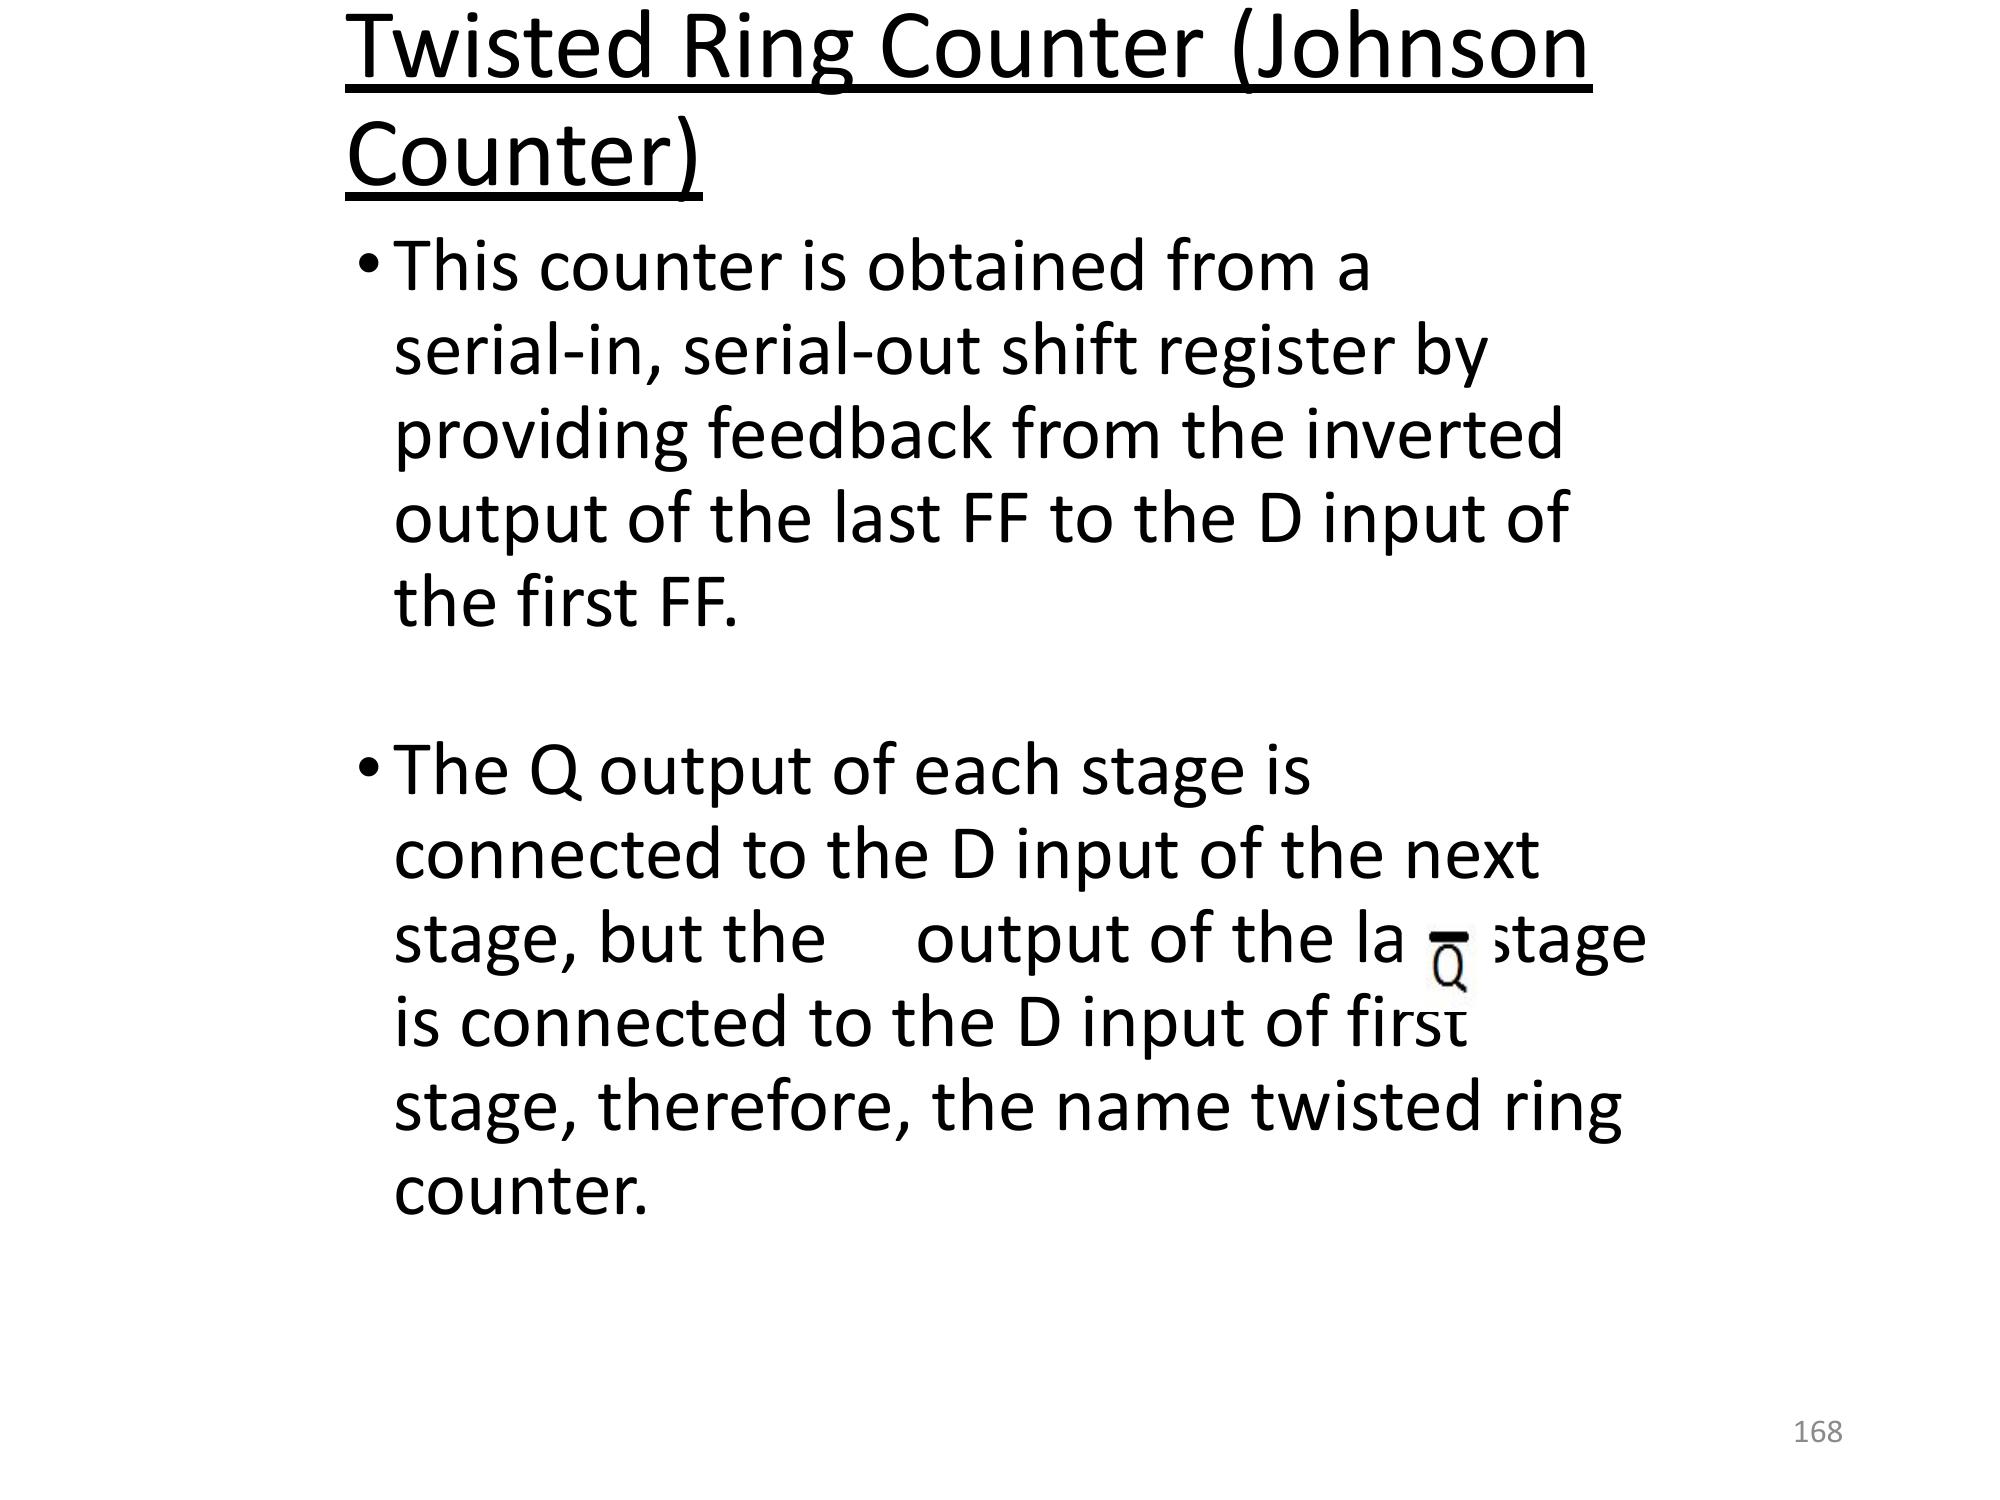 Twisted Ring Counter (Johnson
Counter)
• This counter is obtained from a
serial-in, serial-out shift register by
providing feedback from the inverted
output of the last FF to the D input of
the first FF.
• The Q output of each stage is
connected to the D input of the next
stage, but the output of the la Q̅ stage
is connected to the D input of first
stage, therefore, the name twisted ring
counter.
168